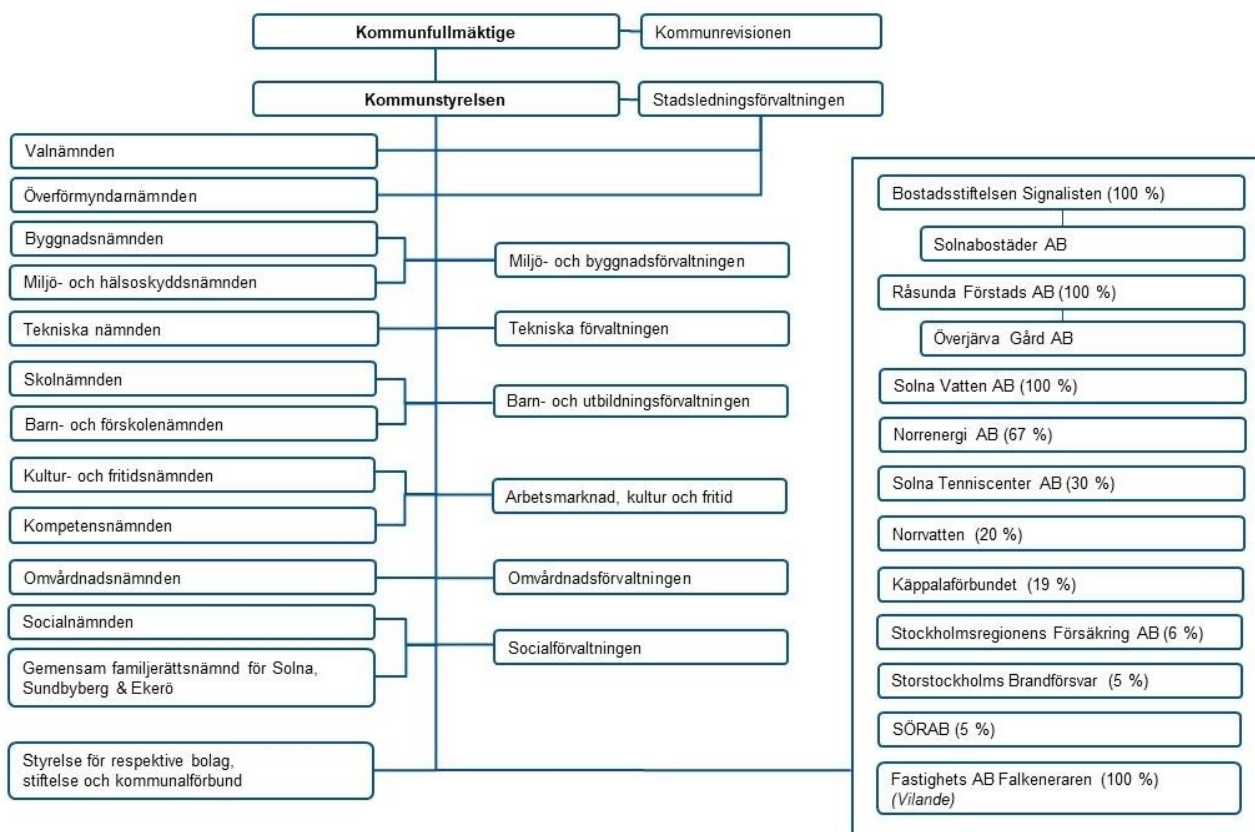 Kommunfullmäktige
Kommunrevisionen
Kommunstyrelsen
Stadsledningsförvaltningen
Valnämnden
Överförmyndarnämnden
Byggnadsnämnden
Miljö- och hälsoskyddsnämnden
Miljö- och byggnadsförvaltningen
Tekniska nämnden
Tekniska förvaltningen
Skolnämnden
Barn- och förskolenämnden
Barn- och utbildningsförvaltningen
Kultur- och fritidsnämnden
Kompetensnämnden
Arbetsmarknad, kultur och fritid
Omvårdnadsnämnden
Omvårdnadsförvaltningen
Socialnämnden
Gemensam familjerättsnämnd för Solna,
Sundbyberg & Ekerö
Socialförvaltningen
Styrelse för respektive bolag,
stiftelse och kommunalförbund
Bostadsstiftelsen Signalisten (100 %)
Solnabostäder AB
Råsunda Förstads AB (100 %)
Överjärva Gård AB
Solna Vatten AB (100 %)
Norrenergi AB (67 %)
Solna Tenniscenter AB (30 %)
Norrvatten (20 %)
Käppalaförbundet (19 %)
Stockholmsregionens Försäkring AB (6 %)
Storstockholms Brandförsvar (5 %)
SÖRAB (5 %)
Fastighets AB Falkeneraren (100 %)
(Vilande)